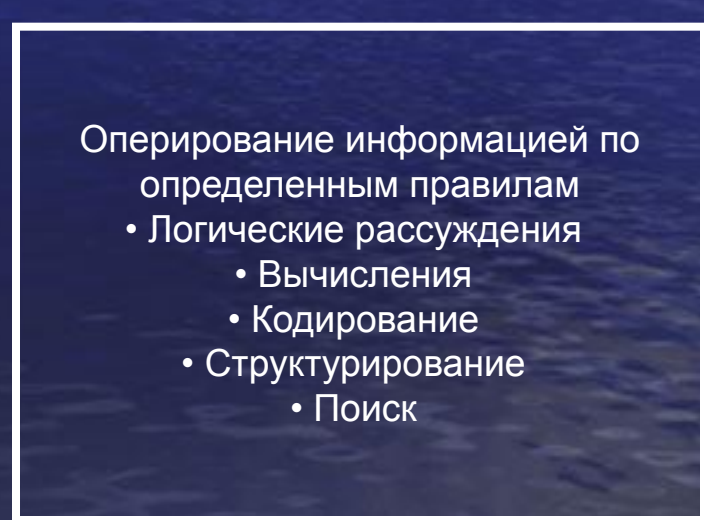 Оперирование информацией по
определенным правилам
• Логические рассуждения
• Вычисления
• Кодирование
• Структурирование
• Поиск